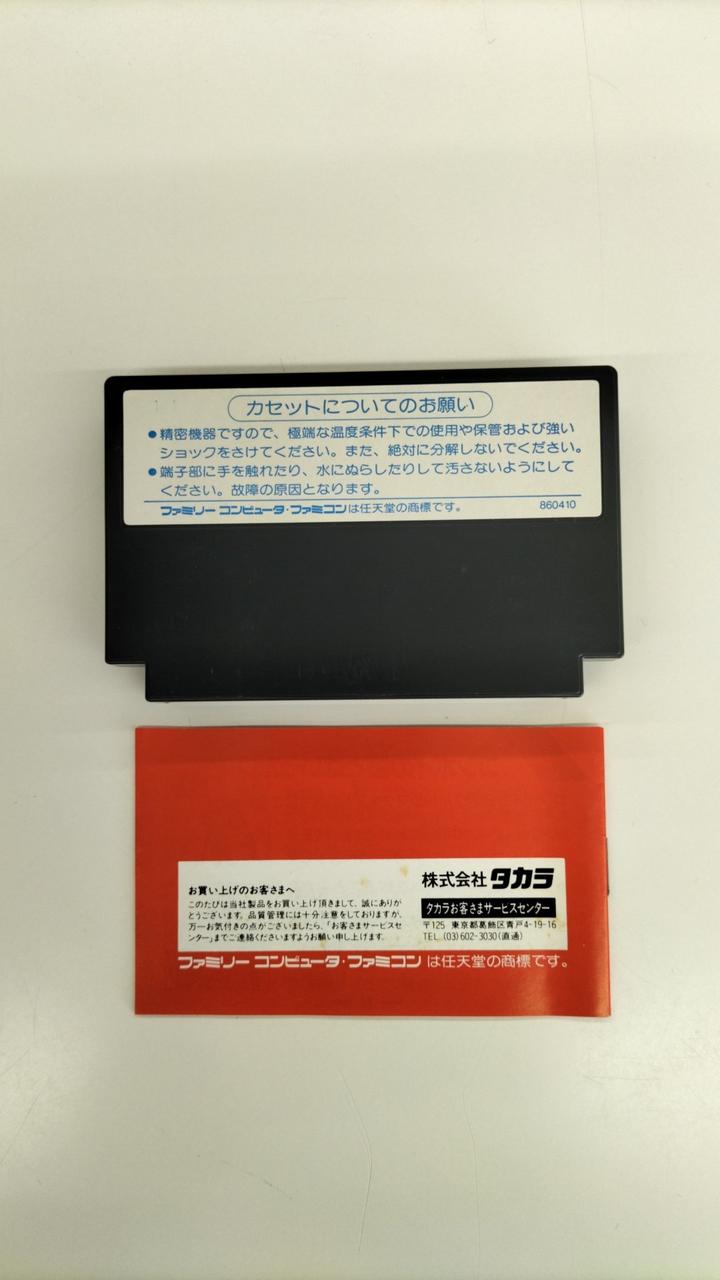 カセットについてのお願い
●精密機器ですので、極端な温度条件下での使用や保管および強い
ショックをさけてください。また、絶対に分解しないでください。
●端子部に手を触れたり、水にぬらしたりして汚さないようにして
ください。故障の原因となります。
ファミリー コンピュータ・ファミコンは任天堂の商標です。 860410
お買い上げのお客さまへ
このたびは当社製品をお買い上げ頂きまして、誠にありが
とうございます。品質管理には十分注意をしておりますが、
万一お気付きの点がございましたら、「お客さまサービスセ
ンター」までご連絡くださいますようお願い申し上げます。
株式会社 タカラ
タカラお客さまサービスセンター
〒125 東京都葛飾区青戸4-19-16
TEL.(03)602-3030(直通)
ファミリー コンピュータ・ファミコン は任天堂の商標です。